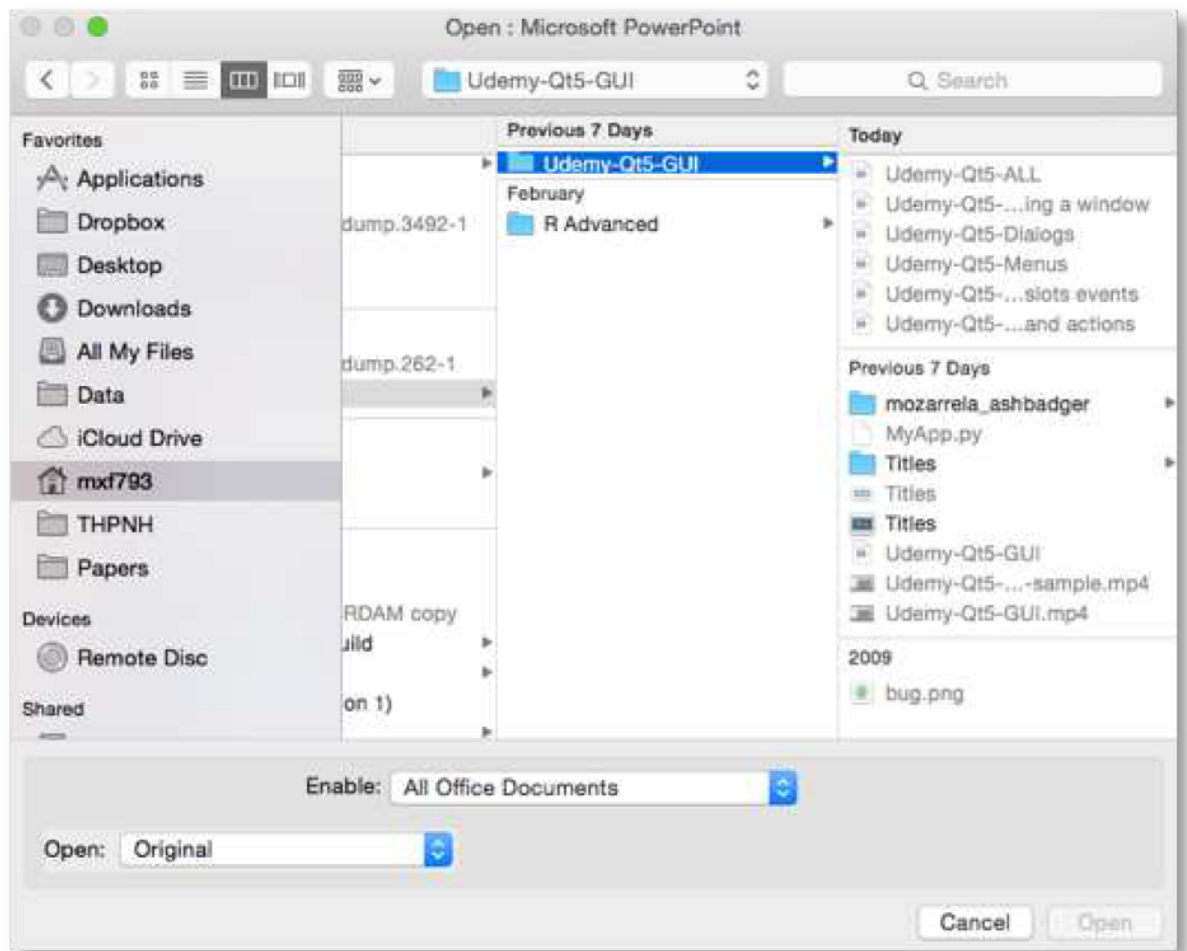 Open : Microsoft PowerPoint
Udemy-Qt5-GUI
Search
Favorites
Applications
Dropbox
Desktop
Downloads
All My Files
Data
iCloud Drive
mxf793
THPNH
Papers
Devices
Remote Disc
Shared
dump.3492-1
dump.262-1
RDAM copy
uild
on 1)
Previous 7 Days
Udemy-Qt5-GUI
February
R Advanced
Today
Udemy-Qt5-ALL
Udemy-Qt5-...ing a window
Udemy-Qt5-Dialogs
Udemy-Qt5-Menus
Udemy-Qt5-...slots events
Udemy-Qt5-...and actions
Previous 7 Days
mozarrela_ashbadger
MyApp.py
Titles
Titles
Titles
Udemy-Qt5-GUI
Udemy-Qt5-...-sample.mp4
Udemy-Qt5-GUI.mp4
2009
bug.png
Enable: All Office Documents
Open: Original
Cancel Open